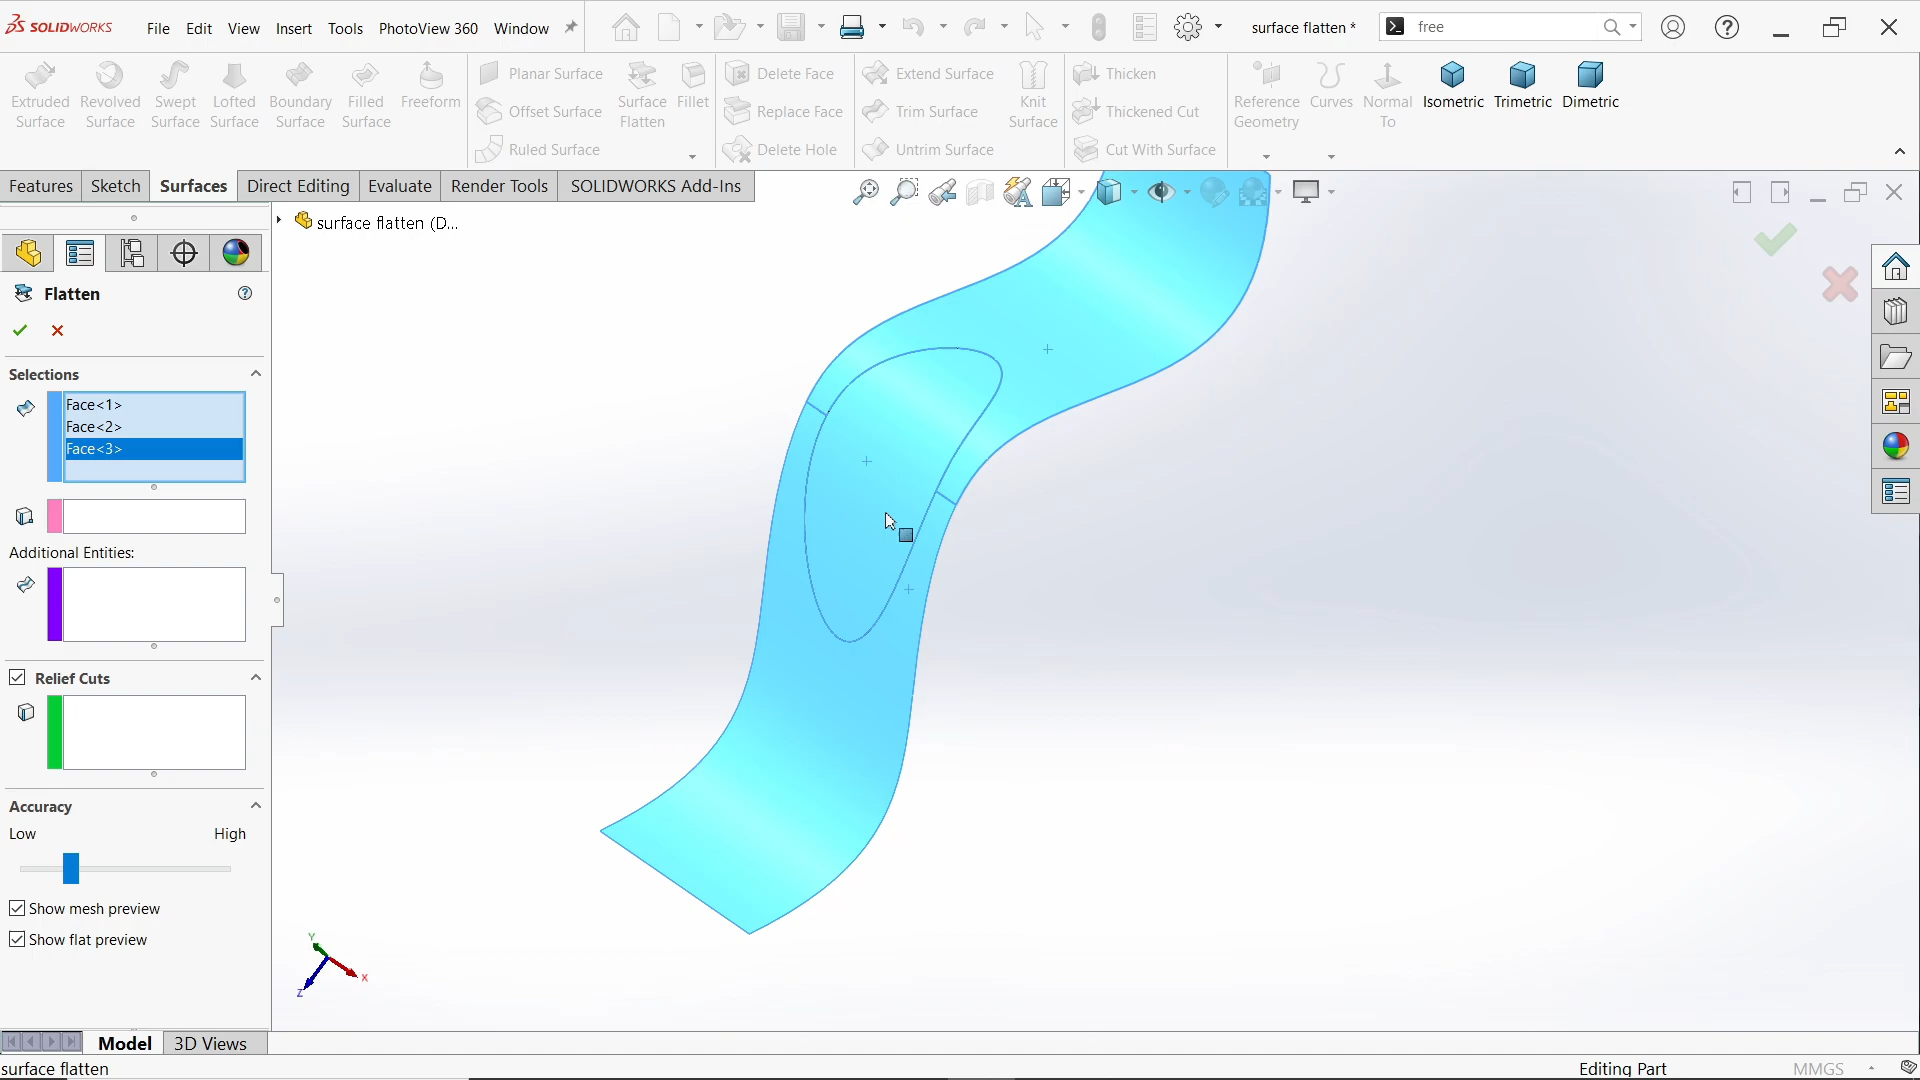 SOLIDWORKS File Edit View Insert Tools PhotoView 360 Window surface flatten * free
Extruded Surface
Revolved Surface
Swept Surface
Lofted Surface
Boundary Surface
Filled Surface
Freeform
Planar Surface
Offset Surface
Ruled Surface
Surface Flatten
Fillet
Delete Face
Replace Face
Delete Hole
Extend Surface
Trim Surface
Untrim Surface
Knit Surface
Thicken
Thickened Cut
Cut With Surface
Reference Geometry
Curves
Normal To
Isometric
Trimetric
Dimetric
Features Sketch Surfaces Direct Editing Evaluate Render Tools SOLIDWORKS Add-Ins
surface flatten (D...
Flatten
Selections
Face<1>
Face<2>
Face<3>
Additional Entities:
Relief Cuts
Accuracy
Low High
Show mesh preview
Show flat preview
Y
X
Z
Model 3D Views
surface flatten Editing Part MMGS